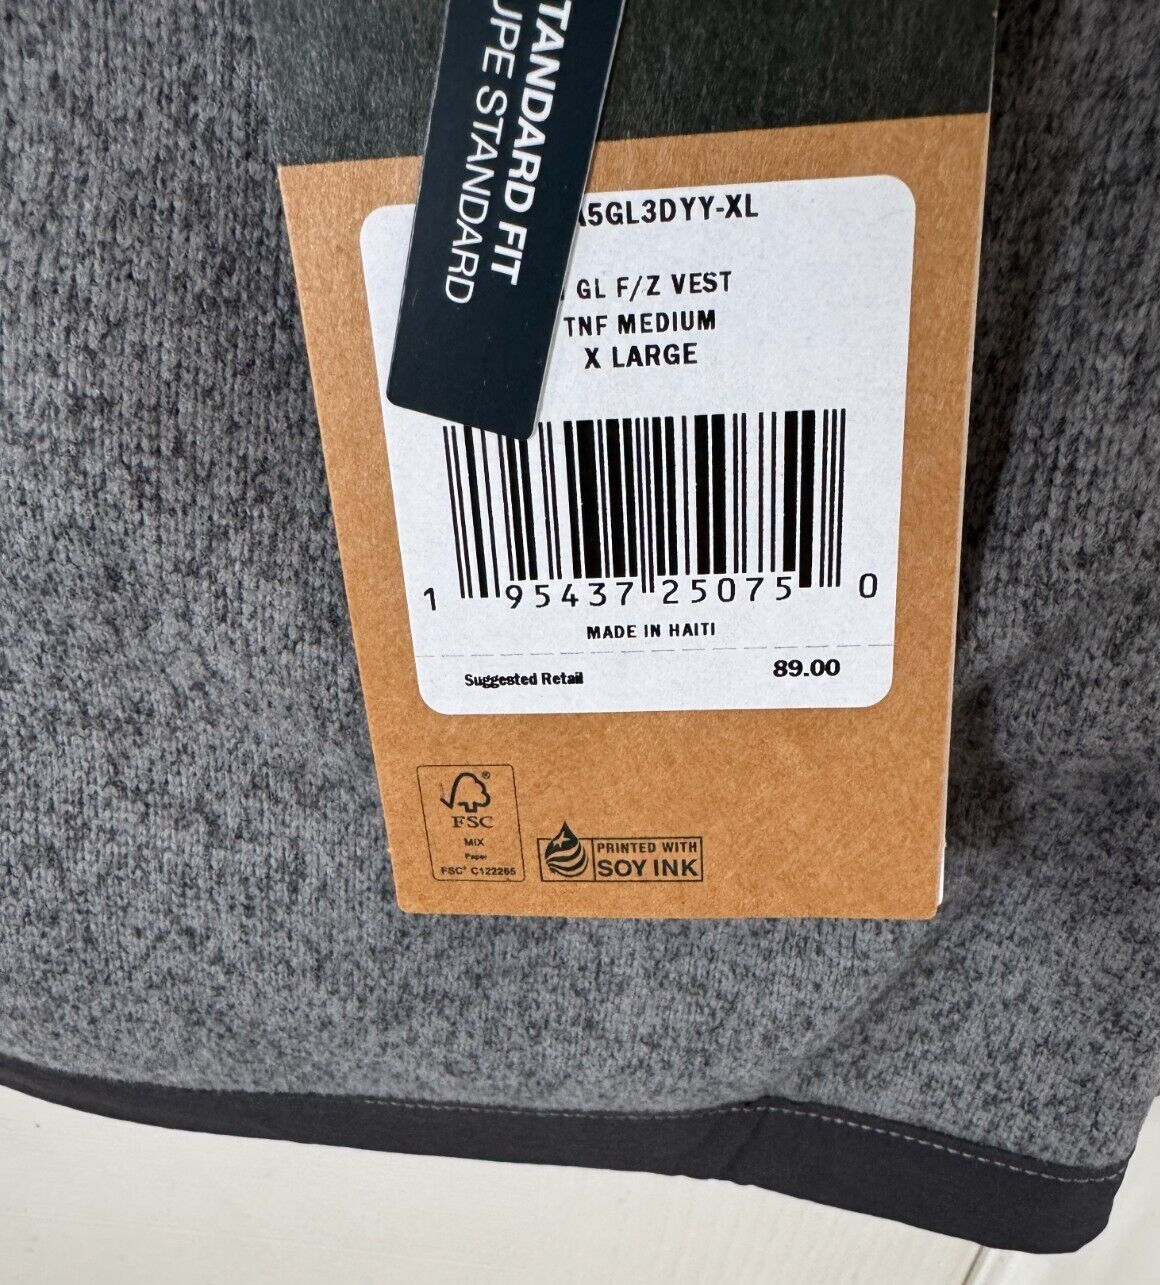 TANDARD FIT
UPE STANDARD
A5GL3DYY-XL
GL F/Z VEST
TNF MEDIUM
X LARGE
1 95437 25075 0
MADE IN HAITI
Suggested Retail 89.00
FSC
MIX
Paper
FSC® C122265
PRINTED WITH
SOY INK